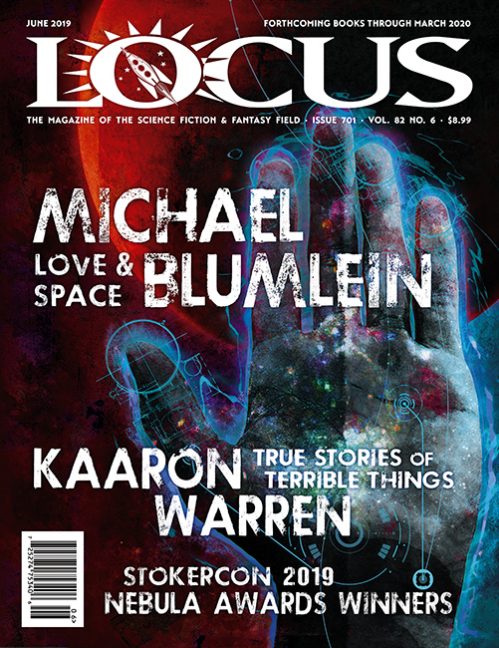 JUNE 2019 FORTHCOMING BOOKS THROUGH MARCH 2020
LOCUS
THE MAGAZINE OF THE SCIENCE FICTION & FANTASY FIELD · ISSUE 701 · VOL. 82 NO. 6 · $8.99
MICHAEL
LOVE & SPACE
BLUMLEIN
KAARON
TRUE STORIES OF
TERRIBLE THINGS
WARREN
STOKERCON 2019
NEBULA AWARDS WINNERS